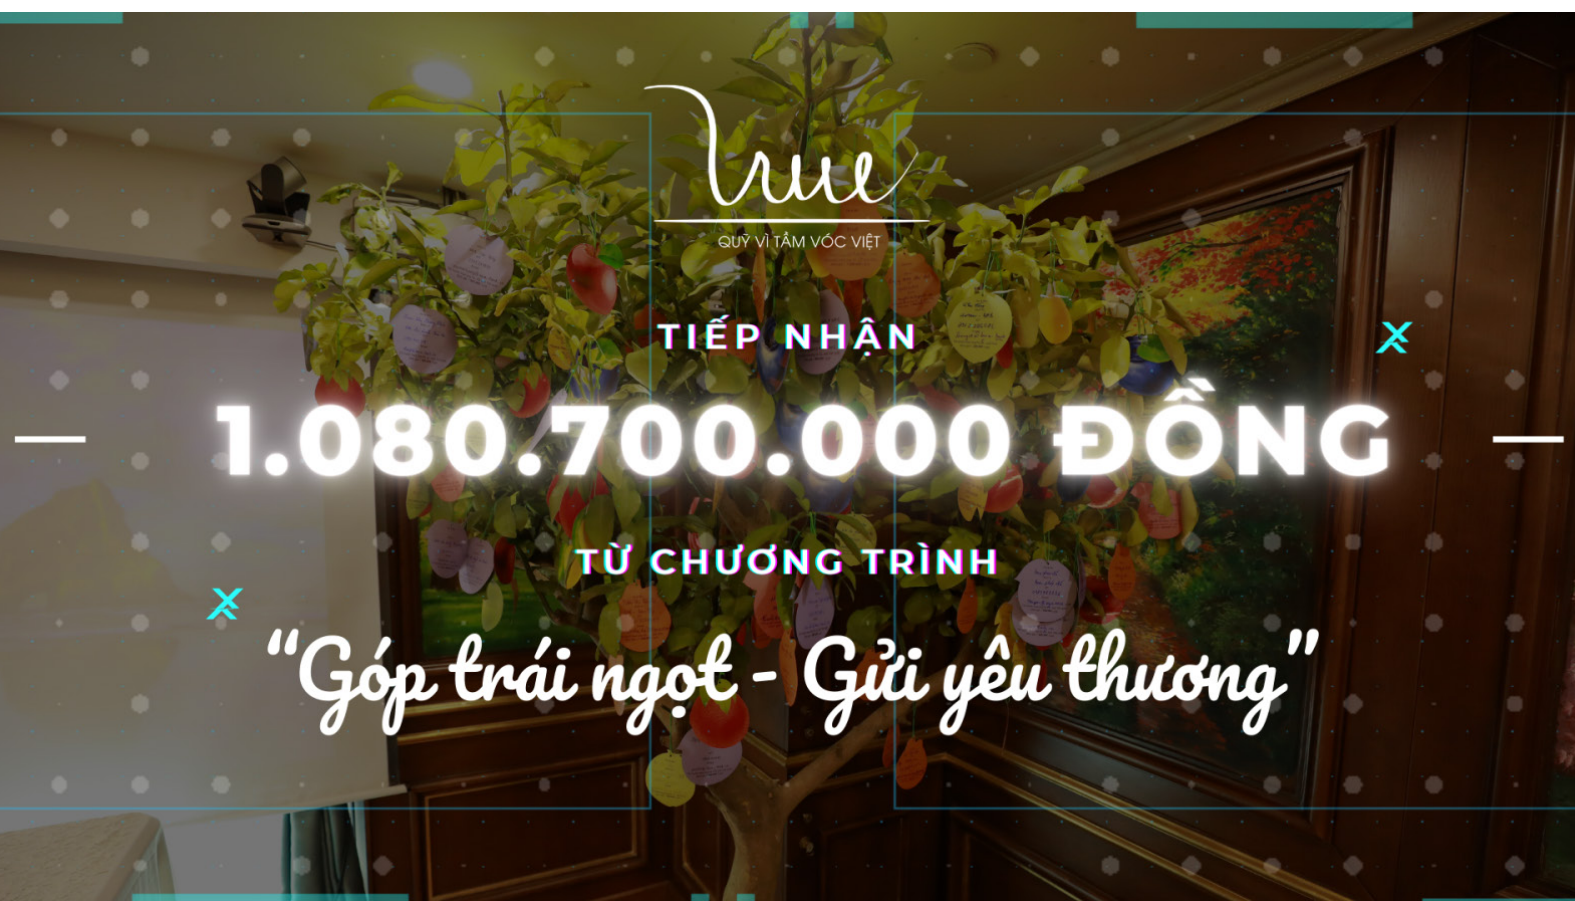 True
QUỸ VÌ TẦM VÓC VIỆT
TIẾP NHẬN
1.080.700.000 ĐỒNG
TỪ CHƯƠNG TRÌNH
“Góp trái ngọt - Gửi yêu thương”